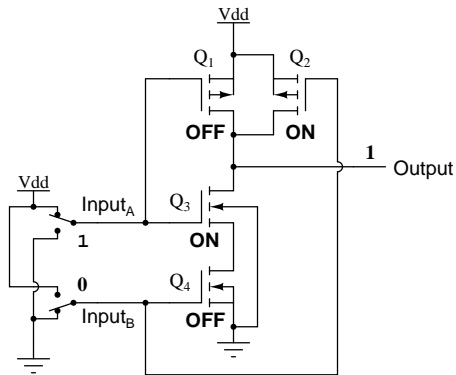 Vdd
Q1 Q2
OFF ON
1
Output
Vdd
InputA
Q3
1
ON
0
Q4
InputB
OFF